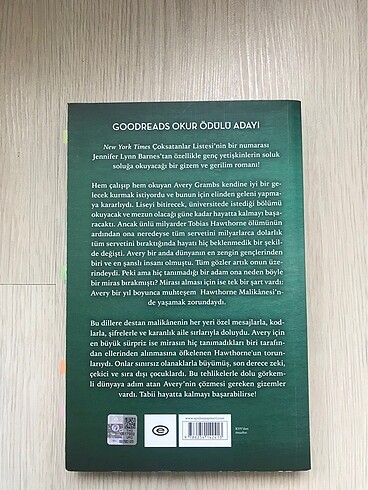 GOODREADS OKUR ÖDÜLÜ ADAYI
New York Times Çoksatanlar Listesi'nin bir numarası
Jennifer Lynn Barnes'tan özellikle genç yetişkinlerin soluk
soluğa okuyacağı bir gizem ve gerilim romanı!
Hem çalışıp hem okuyan Avery Grambs kendine iyi bir ge-
lecek kurmak istiyordu ve bunun için elinden geleni yapma-
ya kararlıydı. Liseyi bitirecek, üniversitede istediği bölümü
okuyacak ve mezun olacağı güne kadar hayatta kalmayı başa-
racaktı. Ancak ünlü milyarder Tobias Hawthorne ölümünün
ardından ona neredeyse tüm servetini milyarlarca dolarlık
tüm servetini bıraktığında hayatı hiç beklenmedik bir şekil-
de değişti. Avery bir anda dünyanın en zengin gençlerinden
biri ve en şanslı insanı olmuştu. Tüm gözler artık onun üze-
rindeydi. Peki ama hiç tanımadığı bir adam ona neden böyle
bir miras bırakmıştı? Mirası alması için ise tek bir şart vardı:
Avery bir yıl boyunca muhteşem Hawthorne Malikânesi'n-
de yaşamak zorundaydı.
Bu dillere destan malikânenin her yeri özel mesajlarla, kod-
larla, şifrelerle ve karanlık aile sırlarıyla doluydu. Avery için
en büyük sürpriz ise mirasın hiç tanımadıkları biri tarafın-
dan ellerinden alınmasına öfkelenen Hawthorne'un torun-
larıydı. Onlar sınırsız olanaklarla büyümüş, son derece zeki,
çekici ve sıra dışı çocuklardı. Bu tehlikelerle dolu görkem-
li dünyaya adım atan Avery'nin çözmesi gereken gizemler
vardı. Tabii hayatta kalmayı başarabilirse!